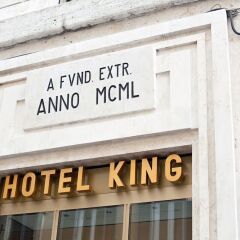 A FVND. EXTR.
ANNO MCML
HOTEL KING